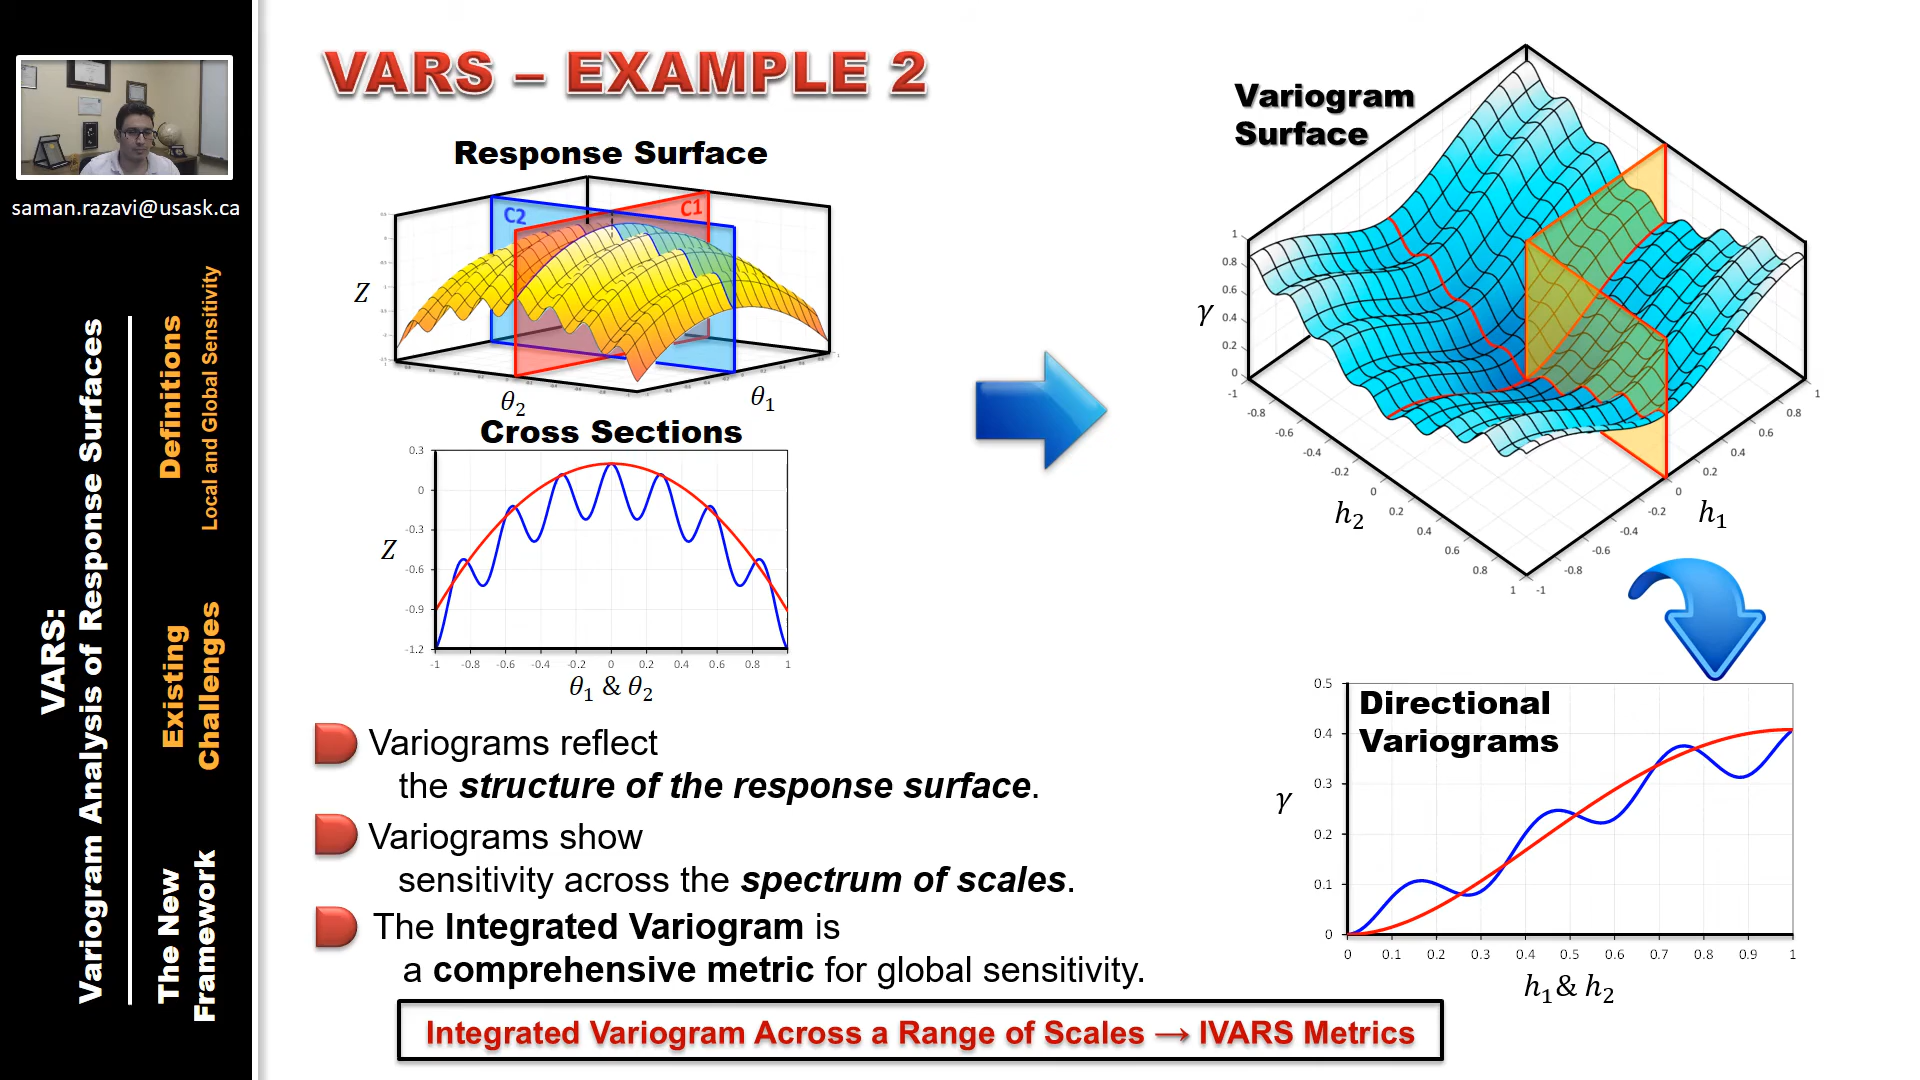 VARS – EXAMPLE 2
saman.razavi@usask.ca
VARS:
Variogram Analysis of Response Surfaces
Definitions
Local and Global Sensitivity
Existing
Challenges
The New
Framework
Response Surface
C2
C1
Z
θ2
θ1
Cross Sections
0.3
0
-0.3
-0.6
-0.9
-1.2
Z
-1 -0.8 -0.6 -0.4 -0.2 0 0.2 0.4 0.6 0.8 1
θ1 & θ2
Variogram
Surface
γ
1
0.8
0.6
0.4
0.2
0
-1 -0.8 -0.6 -0.4 -0.2 0 0.2 0.4 0.6 0.8 1
h2
-1 -0.8 -0.6 -0.4 -0.2 0 0.2 0.4 0.6 0.8 1
h1
Directional
Variograms
γ
0.5
0.4
0.3
0.2
0.1
0
0 0.1 0.2 0.3 0.4 0.5 0.6 0.7 0.8 0.9 1
h1 & h2
Variograms reflect
the structure of the response surface.
Variograms show
sensitivity across the spectrum of scales.
The Integrated Variogram is
a comprehensive metric for global sensitivity.
Integrated Variogram Across a Range of Scales → IVARS Metrics